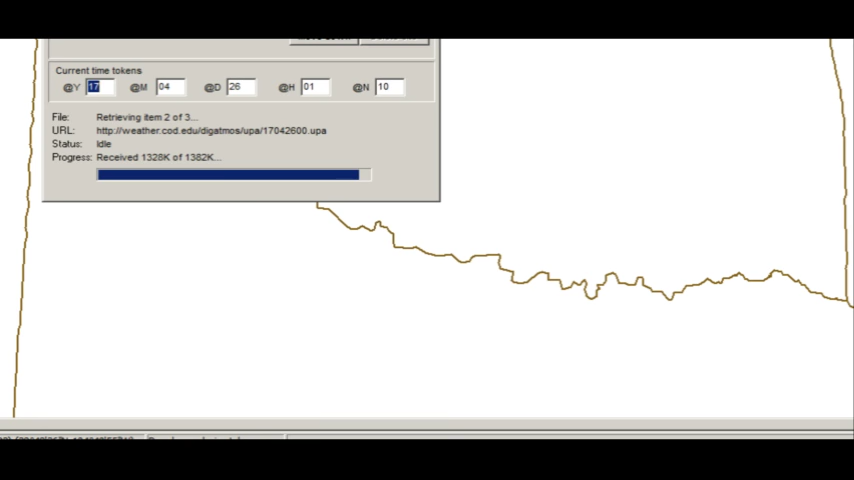 Current time tokens
@Y 17 @M 04 @D 26 @H 01 @N 10
File: Retrieving item 2 of 3...
URL: http://weather.cod.edu/digatmos/upa/17042600.upa
Status: Idle
Progress: Received 1328K of 1382K...